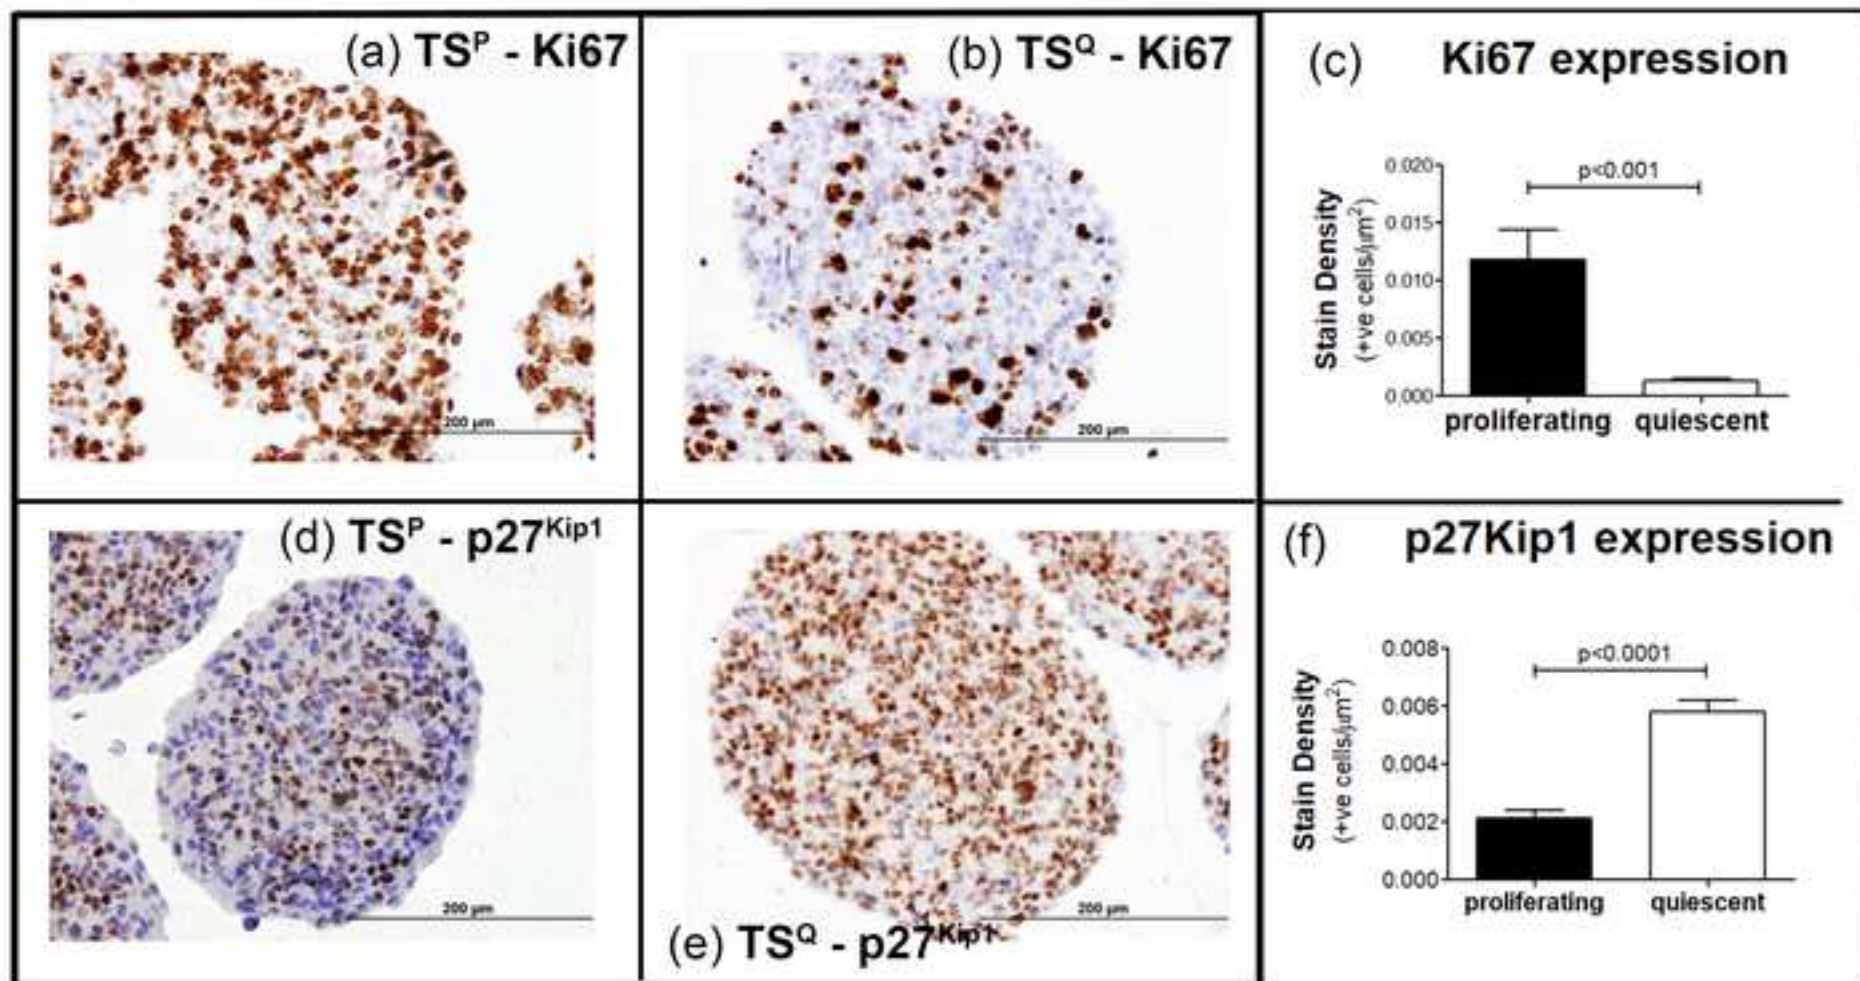 (a) TSᴾ - Ki67
200 µm
(b) TS^Q - Ki67
200 µm
(c) Ki67 expression
Stain Density
(+ve cells/µm²)
0.020
0.015
0.010
0.005
0.000
p<0.001
proliferating quiescent
(d) TSᴾ - p27^Kip1
200 µm
200 µm
(e) TS^Q - p27^Kip1
(f) p27Kip1 expression
Stain Density
(+ve cells/µm²)
0.008
0.006
0.004
0.002
0.000
p<0.0001
proliferating quiescent